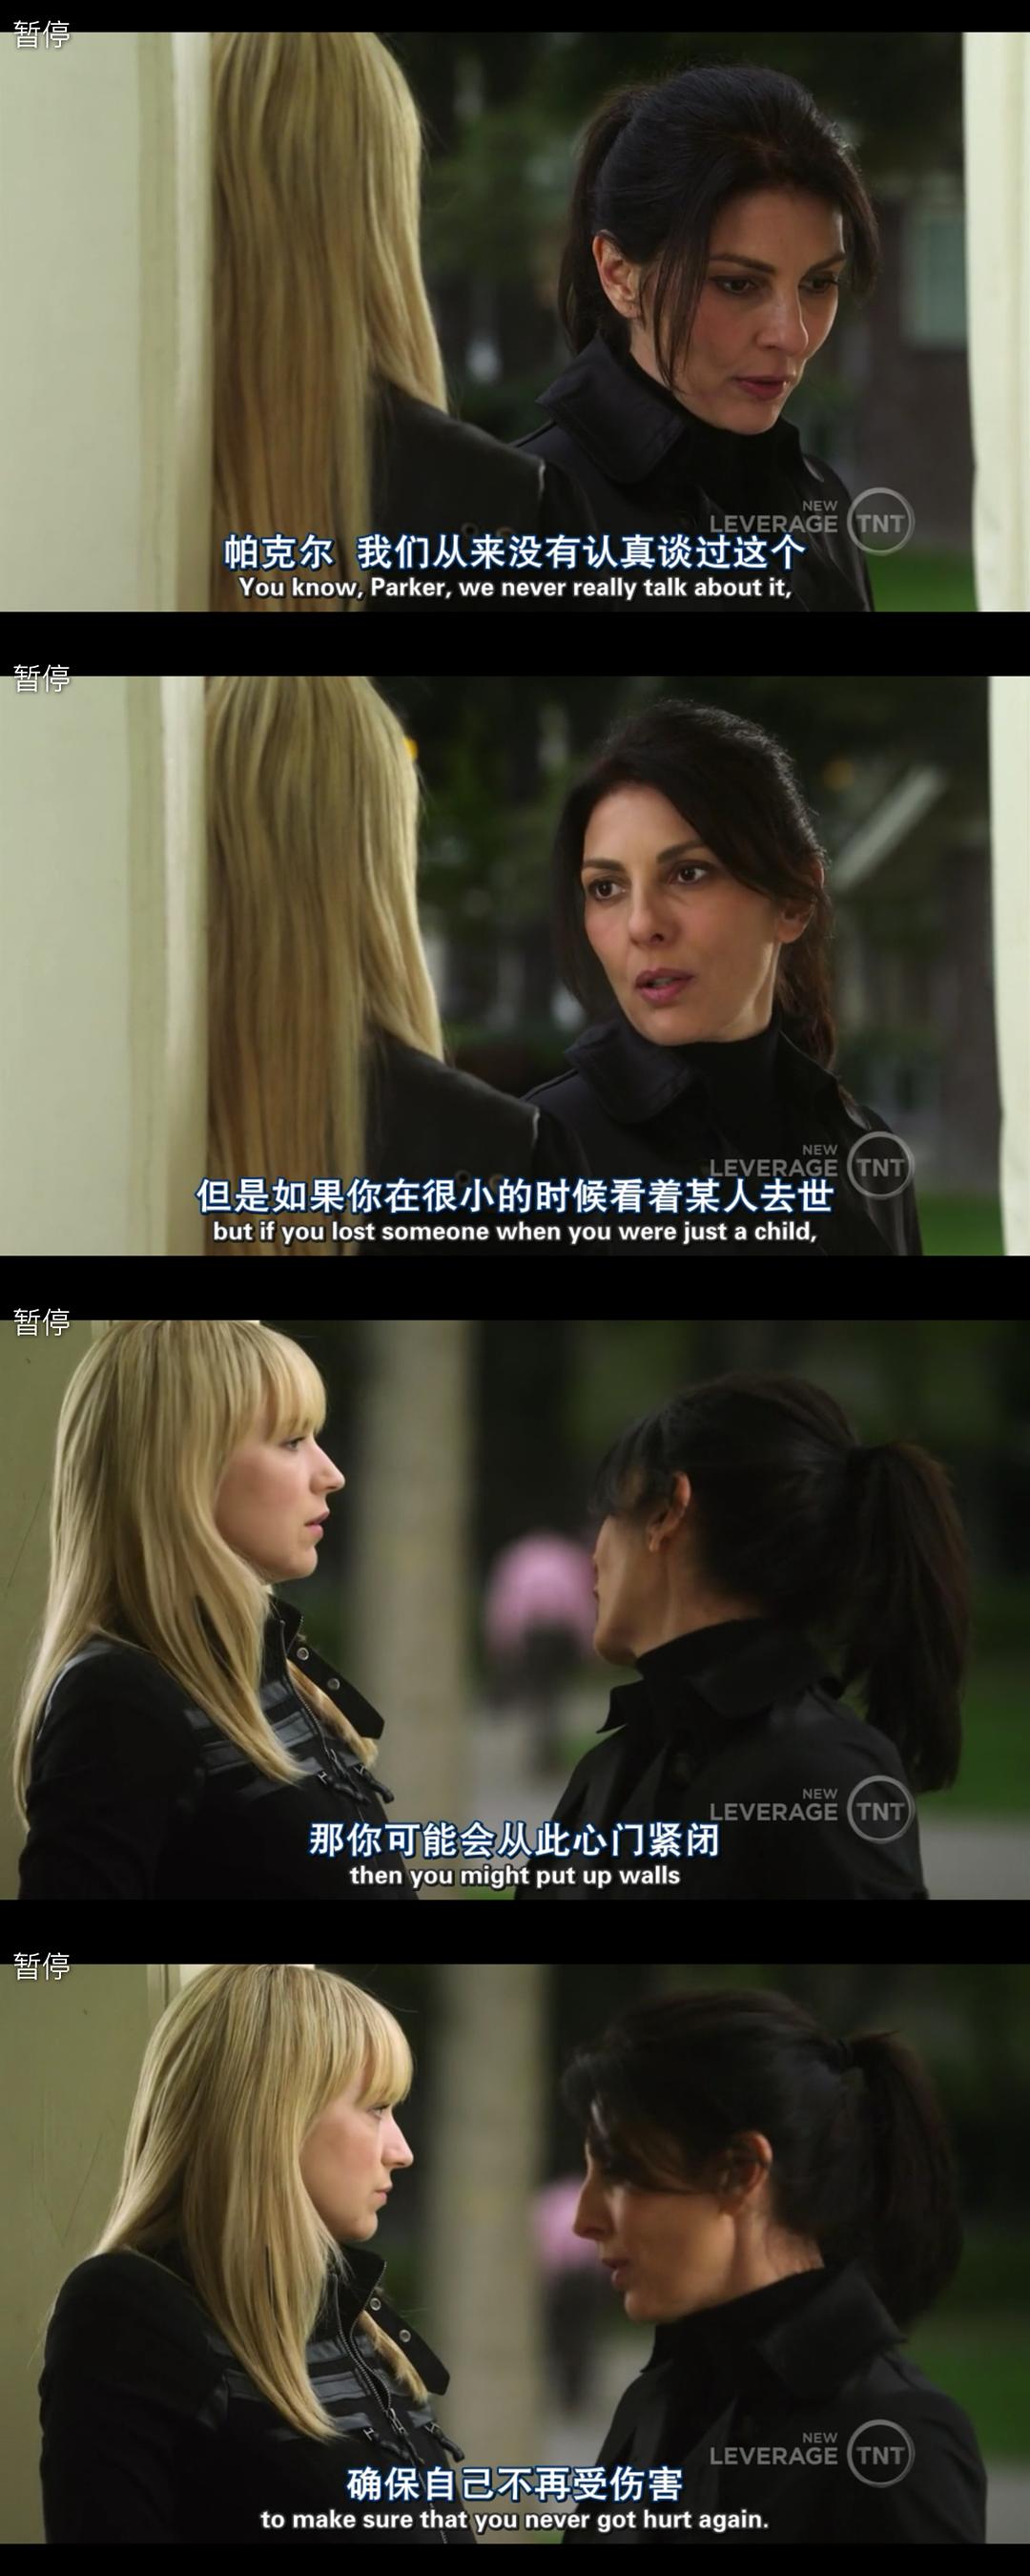 暂停
NEW
LEVERAGE TNT
帕克尔 我们从来没有认真谈过这个
You know, Parker, we never really talk about it,
暂停
NEW
LEVERAGE TNT
但是如果你在很小的时候看着某人去世
but if you lost someone when you were just a child,
暂停
NEW
LEVERAGE TNT
那你可能会从此心门紧闭
then you might put up walls
暂停
NEW
LEVERAGE TNT
确保自己不再受伤害
to make sure that you never got hurt again.